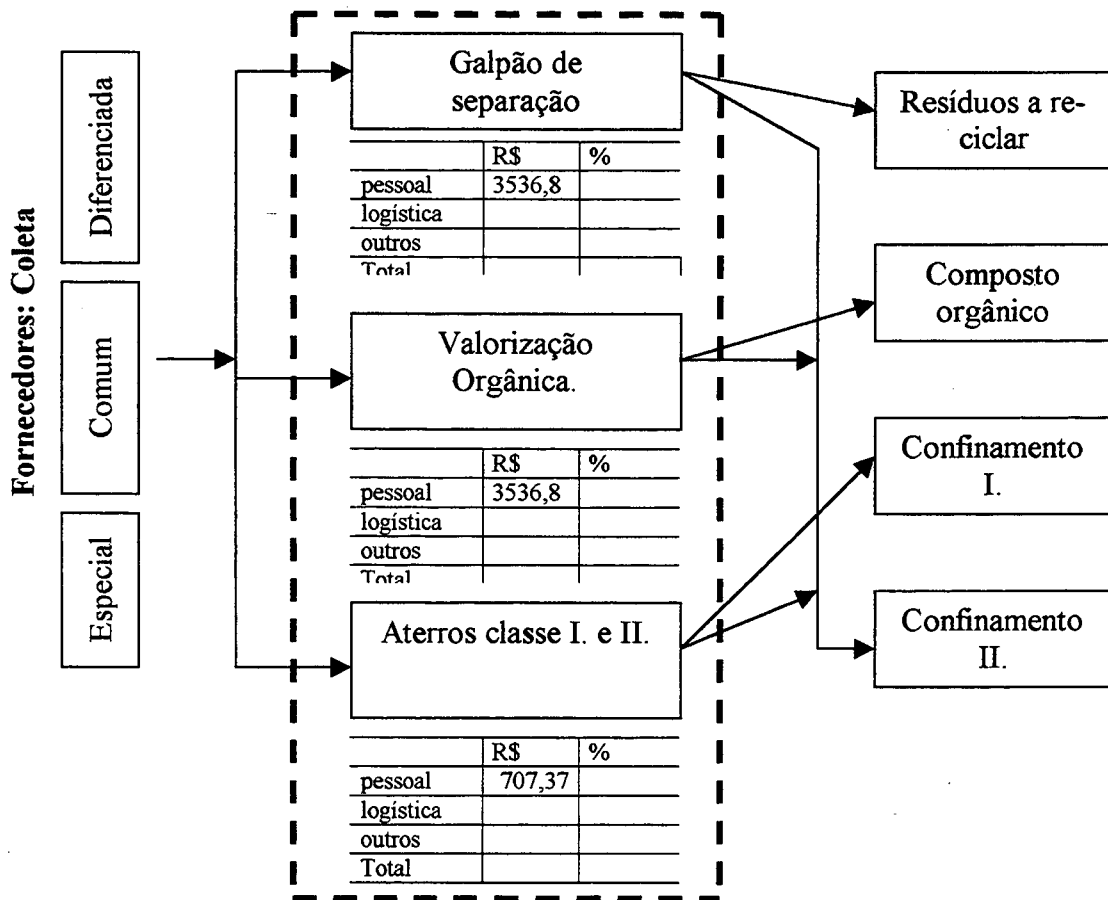 Fornecedores: Coleta
Diferenciada
Comum
Especial
Galpão de
separação
R$ %
pessoal 3536,8
logística
outros
Total
Valorização
Orgânica.
R$ %
pessoal 3536,8
logística
outros
Total
Aterros classe I. e II.
R$ %
pessoal 707,37
logística
outros
Total
Resíduos a re-
ciclar
Composto
orgânico
Confinamento
I.
Confinamento
II.